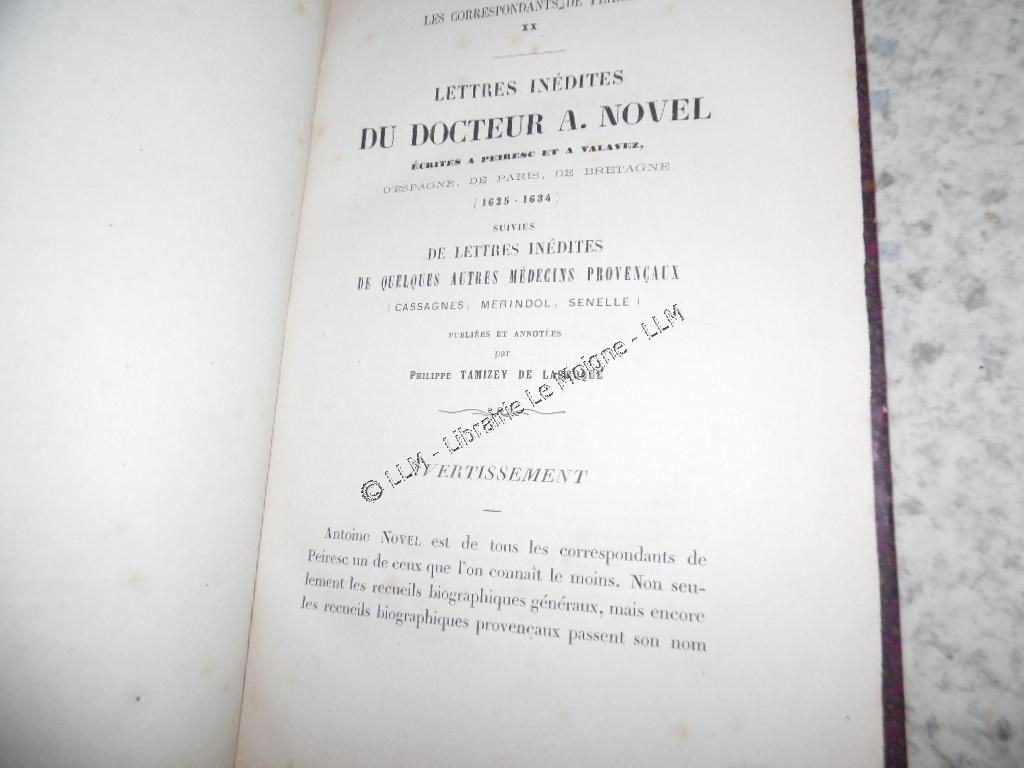 LES CORRESPONDANTS DE
XX
LETTRES INÉDITES
DU DOCTEUR A. NOVEL
ÉCRITES A PEIRESC ET A VALAVEZ,
D'ESPAGNE, DE PARIS, DE BRETAGNE
(1625-1634)
SUIVIES
DE LETTRES INÉDITES
DE QUELQUES AUTRES MÉDECINS PROVENÇAUX
(CASSAGNES, MERINDOL, SENELLE)
PUBLIÉES ET ANNOTÉES
par
PHILIPPE TAMIZEY DE
© LLM - Librairie Le Moigne - LLM
VERTISSEMENT
Antoine NOVEL est de tous les correspondants de
Peiresc un de ceux que l'on connaît le moins. Non seu-
lement les recueils biographiques généraux, mais encore
les recueils biographiques provençaux passent son nom